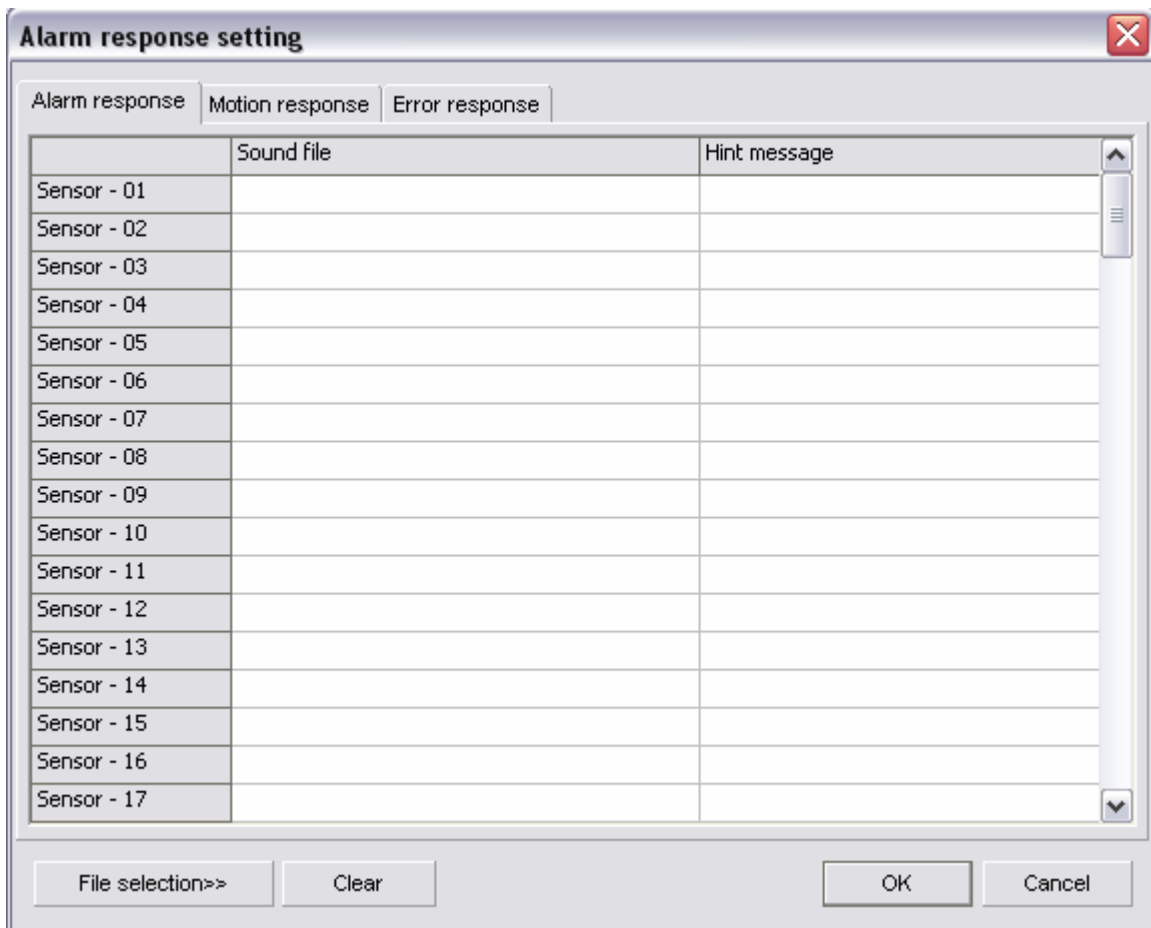 Alarm response setting
Alarm response Motion response Error response
Sound file Hint message
Sensor - 01
Sensor - 02
Sensor - 03
Sensor - 04
Sensor - 05
Sensor - 06
Sensor - 07
Sensor - 08
Sensor - 09
Sensor - 10
Sensor - 11
Sensor - 12
Sensor - 13
Sensor - 14
Sensor - 15
Sensor - 16
Sensor - 17
File selection>> Clear OK Cancel